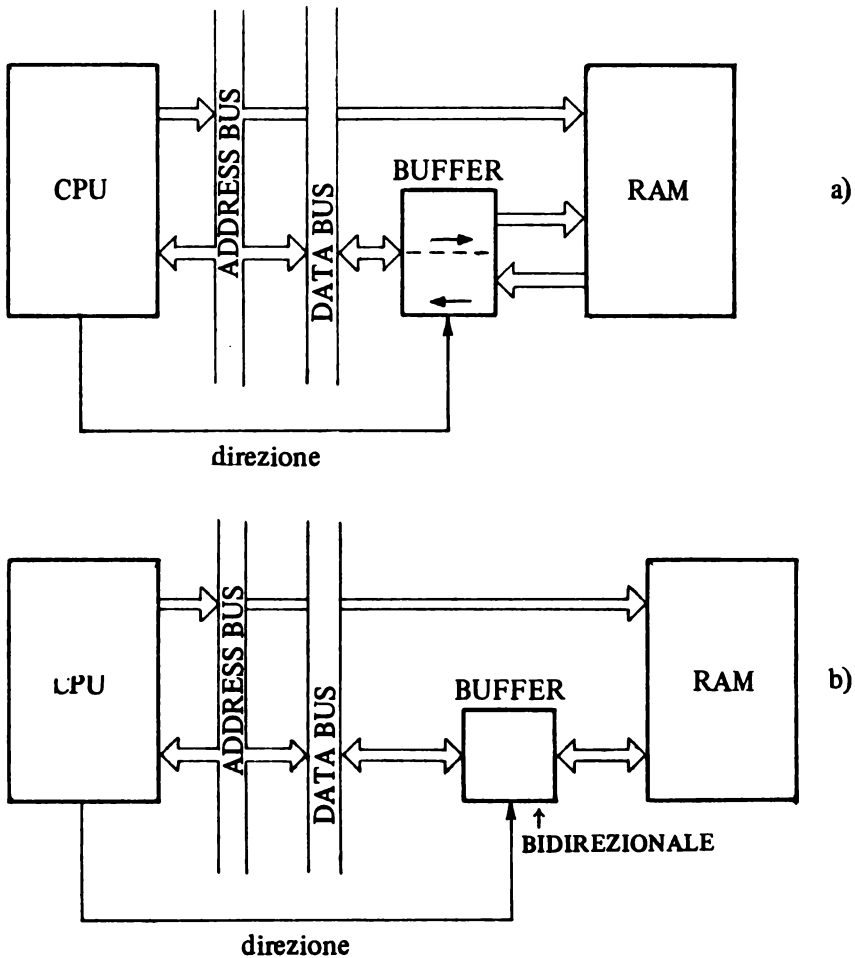 CPU
ADDRESS BUS
DATA BUS
BUFFER
RAM
a)
direzione
CPU
ADDRESS BUS
DATA BUS
BUFFER
RAM
b)
BIDIREZIONALE
direzione